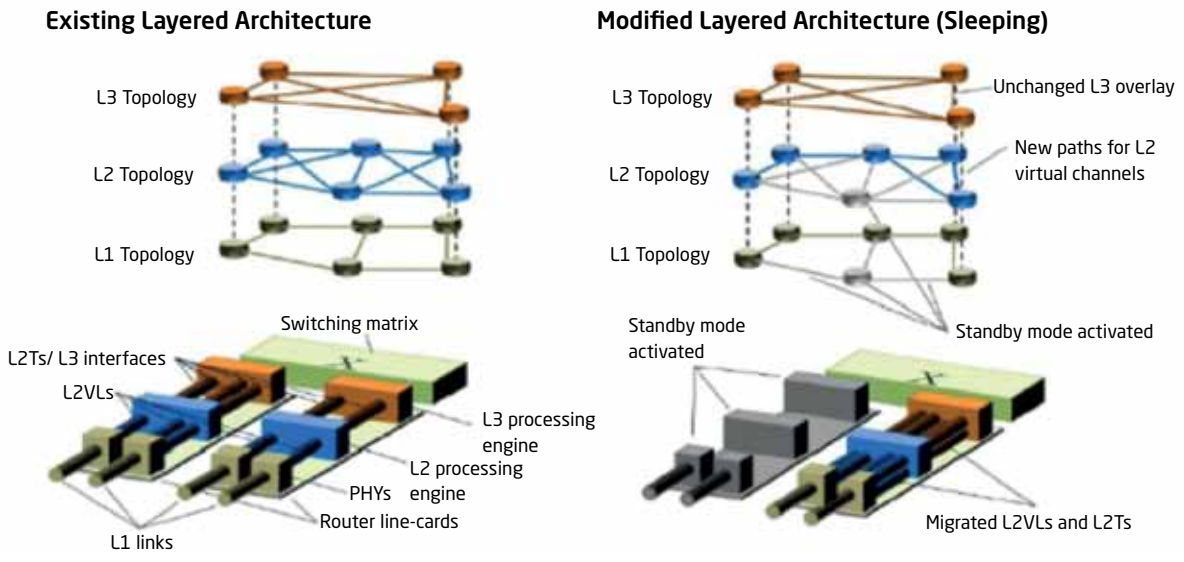 Existing Layered Architecture
L3 Topology
L2 Topology
L1 Topology
Switching matrix
L2Ts/ L3 interfaces
L2VLs
L3 processing
engine
L2 processing
engine
PHYs
Router line-cards
L1 links
Modified Layered Architecture (Sleeping)
L3 Topology
Unchanged L3 overlay
L2 Topology
New paths for L2
virtual channels
L1 Topology
Standby mode
activated
Standby mode activated
X
Migrated L2VLs and L2Ts